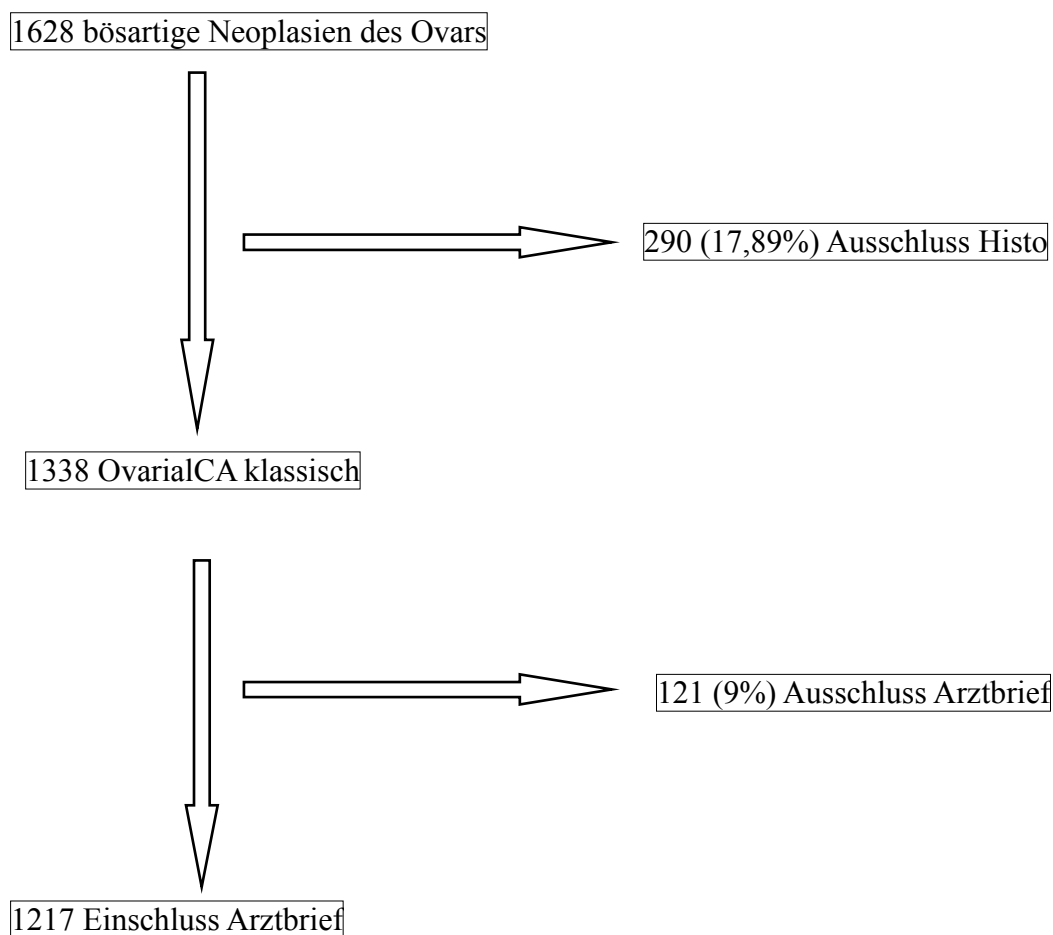 1628 bösartige Neoplasien des Ovars
290 (17,89%) Ausschluss Histo
1338 OvarialCA klassisch
121 (9%) Ausschluss Arztbrief
1217 Einschluss Arztbrief